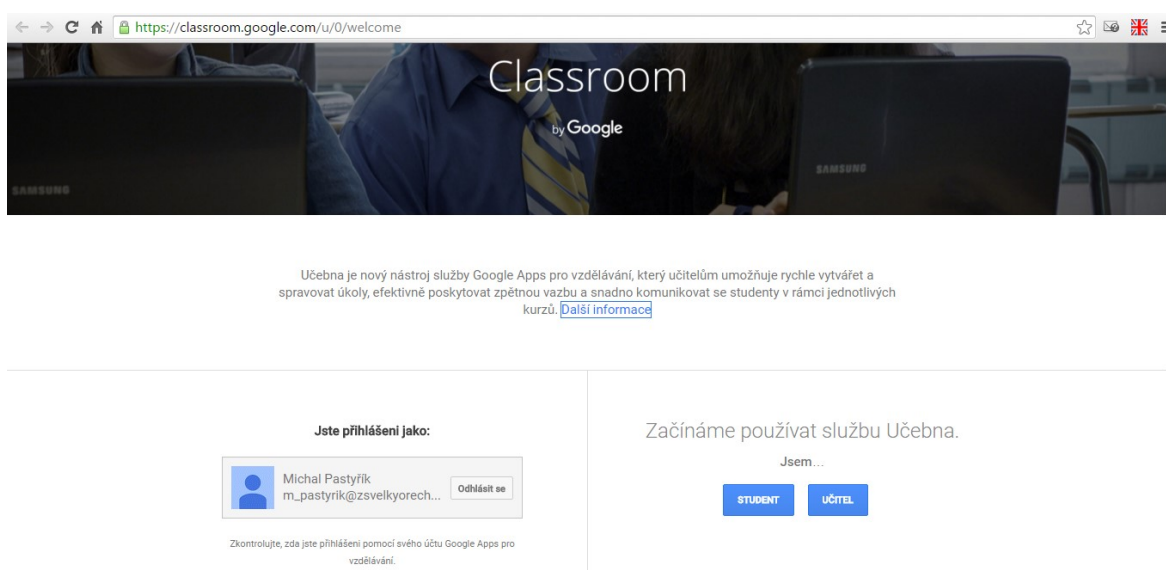 https://classroom.google.com/u/0/welcome
Classroom
by Google
SAMSUNG
SAMSUNG
Učebna je nový nástroj služby Google Apps pro vzdělávání, který učitelům umožňuje rychle vytvářet a
spravovat úkoly, efektivně poskytovat zpětnou vazbu a snadno komunikovat se studenty v rámci jednotlivých
kurzů. Další informace
Jste přihlášeni jako:
Michal Pastyřík
m_pastyrik@zsvelkyorech...
Odhlásit se
Zkontrolujte, zda jste přihlášeni pomocí svého účtu Google Apps pro
vzdělávání.
Začínáme používat službu Učebna.
Jsem...
STUDENT
UČITEL